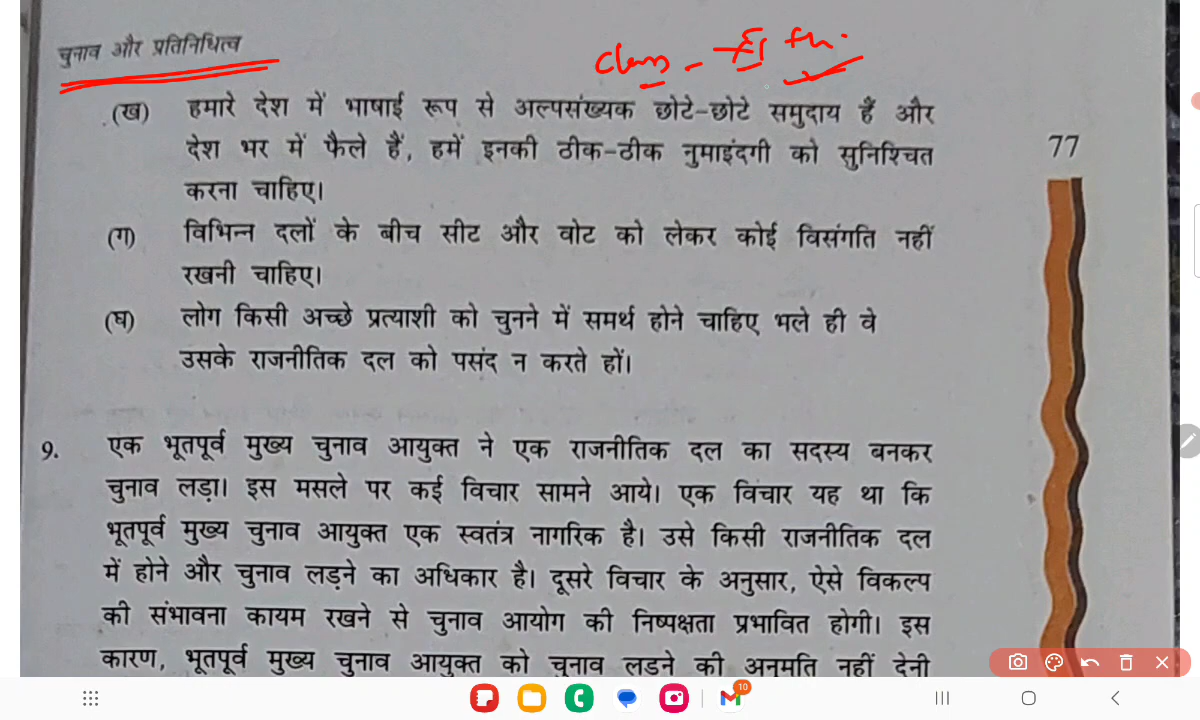 चुनाव और प्रतिनिधित्व
class - XI th.
(ख) हमारे देश में भाषाई रूप से अल्पसंख्यक छोटे-छोटे समुदाय हैं और
देश भर में फैले हैं, हमें इनकी ठीक-ठीक नुमाइंदगी को सुनिश्चित
करना चाहिए।
77
(ग) विभिन्न दलों के बीच सीट और वोट को लेकर कोई विसंगति नहीं
रखनी चाहिए।
(घ) लोग किसी अच्छे प्रत्याशी को चुनने में समर्थ होने चाहिए भले ही वे
उसके राजनीतिक दल को पसंद न करते हों।
9. एक भूतपूर्व मुख्य चुनाव आयुक्त ने एक राजनीतिक दल का सदस्य बनकर
चुनाव लड़ा। इस मसले पर कई विचार सामने आये। एक विचार यह था कि
भूतपूर्व मुख्य चुनाव आयुक्त एक स्वतंत्र नागरिक है। उसे किसी राजनीतिक दल
में होने और चुनाव लड़ने का अधिकार है। दूसरे विचार के अनुसार, ऐसे विकल्प
की संभावना कायम रखने से चुनाव आयोग की निष्पक्षता प्रभावित होगी। इस
कारण, भूतपूर्व मुख्य चुनाव आयुक्त को चुनाव लड़ने की अनुमति नहीं देनी
10